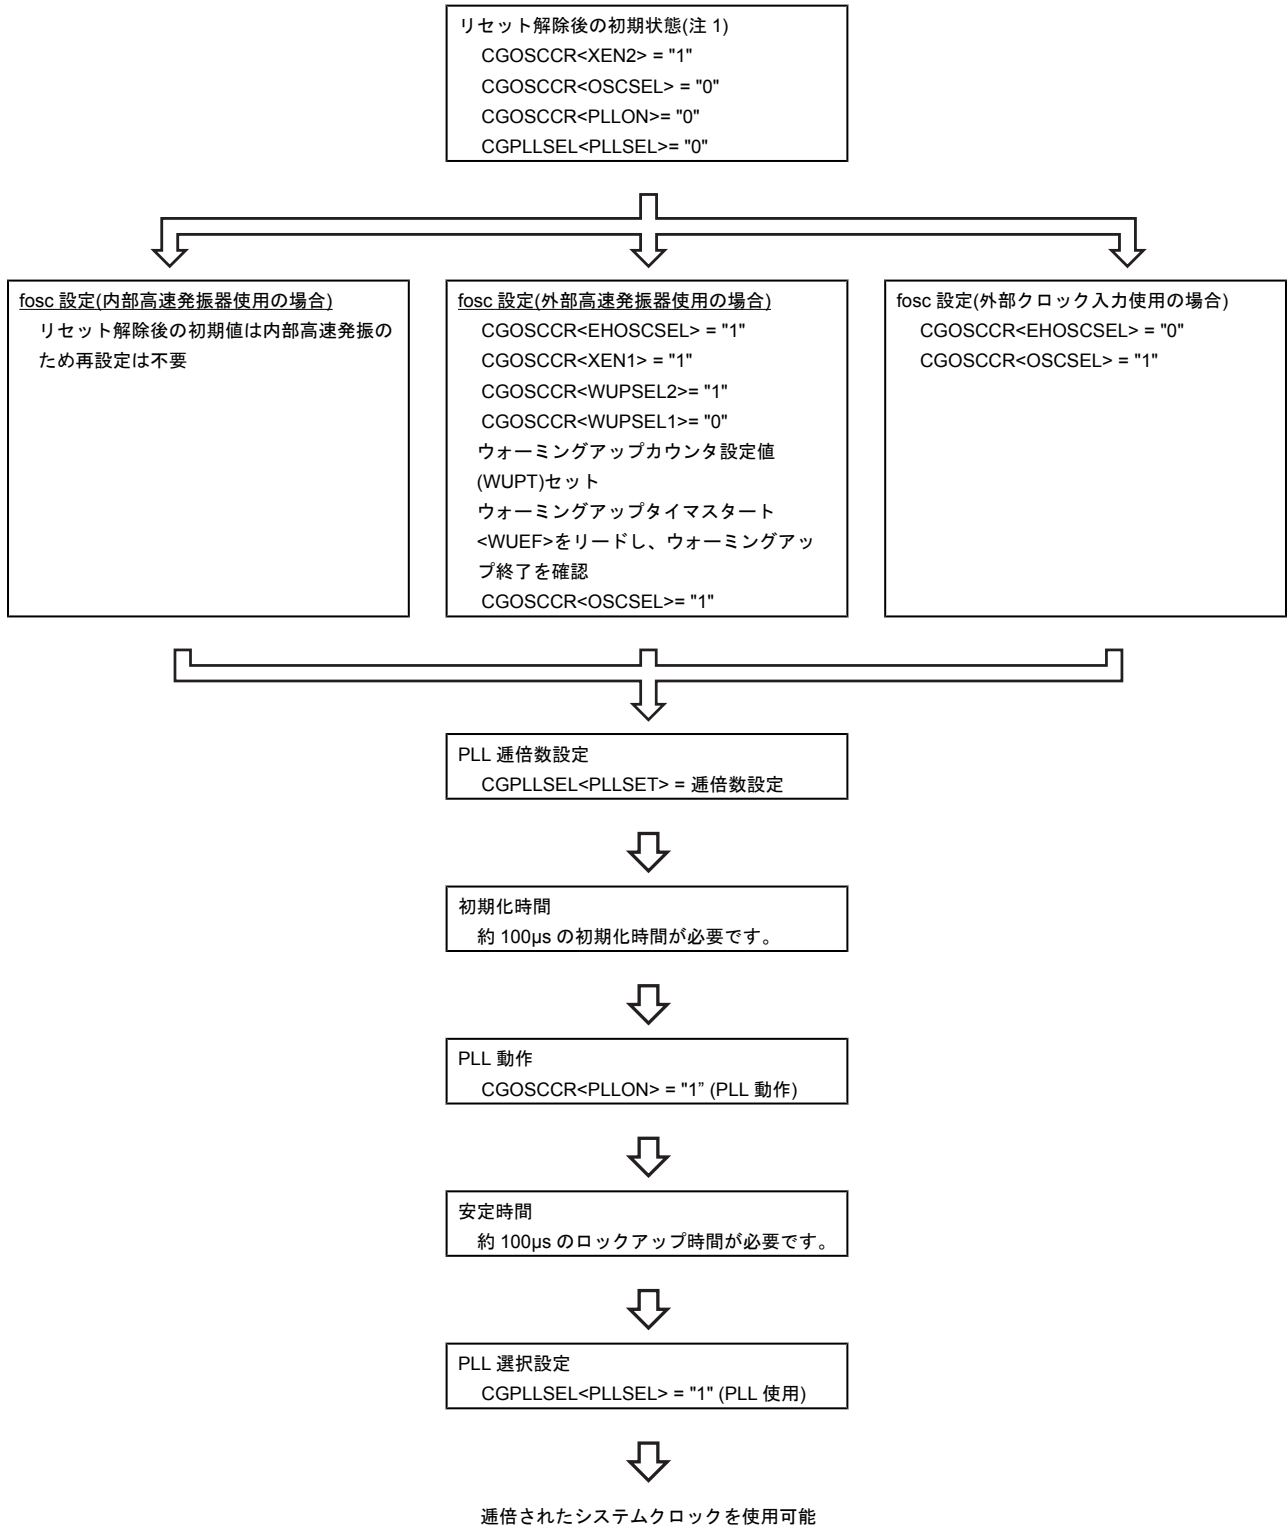 リセット解除後の初期状態(注 1)
CGOSCCR<XEN2> = "1"
CGOSCCR<OSCSEL> = "0"
CGOSCCR<PLLON>= "0"
CGPLLSEL<PLLSEL>= "0"
fosc 設定(内部高速発振器使用の場合)
リセット解除後の初期値は内部高速発振の
ため再設定は不要
fosc 設定(外部高速発振器使用の場合)
CGOSCCR<EHOSCSEL> = "1"
CGOSCCR<XEN1> = "1"
CGOSCCR<WUPSEL2>= "1"
CGOSCCR<WUPSEL1>= "0"
ウォーミングアップカウンタ設定値
(WUPT)セット
ウォーミングアップタイマスタート
<WUEF>をリードし、ウォーミングアッ
プ終了を確認
CGOSCCR<OSCSEL>= "1"
fosc 設定(外部クロック入力使用の場合)
CGOSCCR<EHOSCSEL> = "0"
CGOSCCR<OSCSEL> = "1"
PLL 逓倍数設定
CGPLLSEL<PLLSET> = 逓倍数設定
初期化時間
約 100μs の初期化時間が必要です。
PLL 動作
CGOSCCR<PLLON> = "1” (PLL 動作)
安定時間
約 100μs のロックアップ時間が必要です。
PLL 選択設定
CGPLLSEL<PLLSEL> = "1" (PLL 使用)
逓倍されたシステムクロックを使用可能